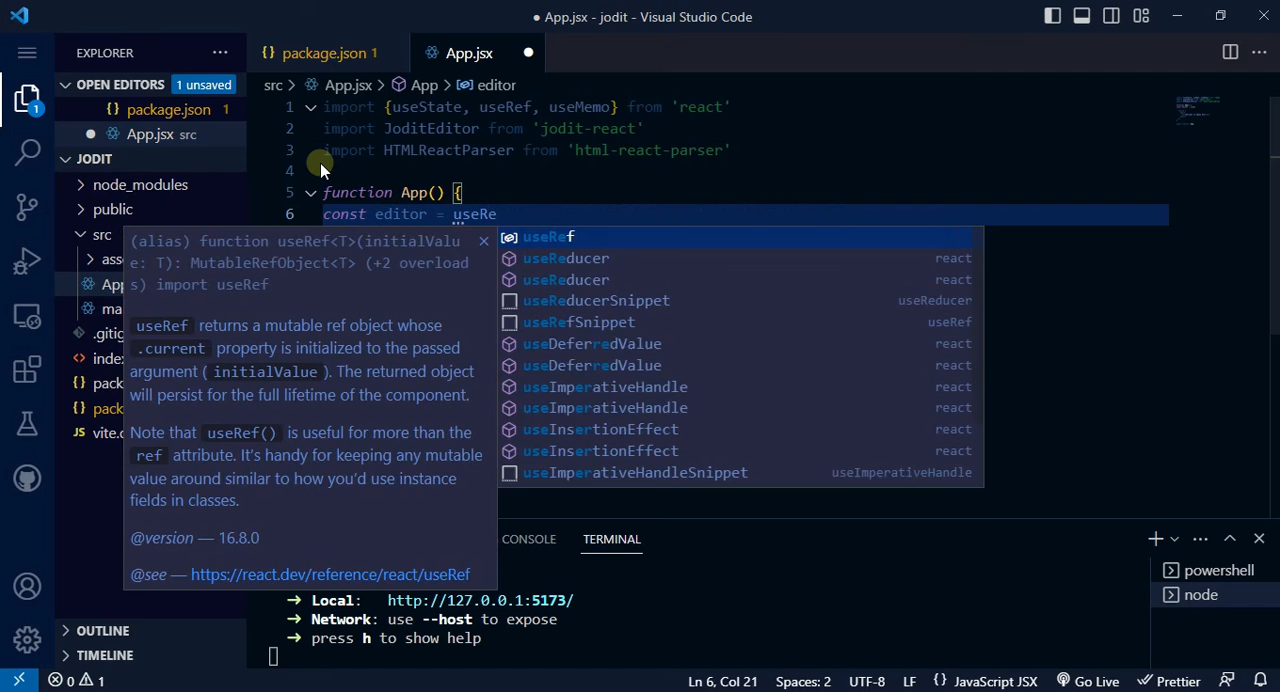 ● App.jsx - jodit - Visual Studio Code
EXPLORER
package.json 1
App.jsx
OPEN EDITORS 1 unsaved
src > App.jsx > App > editor
package.json 1
App.jsx src
JODIT
node_modules
public
src
ass
App
ma
.gitig
index
pack
pack
JS vite.c
OUTLINE
TIMELINE
1 import {useState, useRef, useMemo} from 'react'
2 import JoditEditor from 'jodit-react'
3 import HTMLReactParser from 'html-react-parser'
4
5 function App() {
6 const editor = useRe
(alias) function useRef<T>(initialValu
e: T): MutableRefObject<T> (+2 overload
s) import useRef
useRef returns a mutable ref object whose
.current property is initialized to the passed
argument ( initialValue ). The returned object
will persist for the full lifetime of the component.
Note that useRef() is useful for more than the
ref attribute. It's handy for keeping any mutable
value around similar to how you'd use instance
fields in classes.
@version — 16.8.0
@see — https://react.dev/reference/react/useRef
useRef
useReducer react
useReducer react
useReducerSnippet useReducer
useRefSnippet useRef
useDeferredValue react
useDeferredValue react
useImperativeHandle react
useImperativeHandle react
useInsertionEffect react
useInsertionEffect react
useImperativeHandleSnippet useImperativeHandle
CONSOLE TERMINAL
powershell
node
➜ Local: http://127.0.0.1:5173/
➜ Network: use --host to expose
➜ press h to show help
0 1
Ln 6, Col 21 Spaces: 2 UTF-8 LF {} JavaScript JSX Go Live Prettier